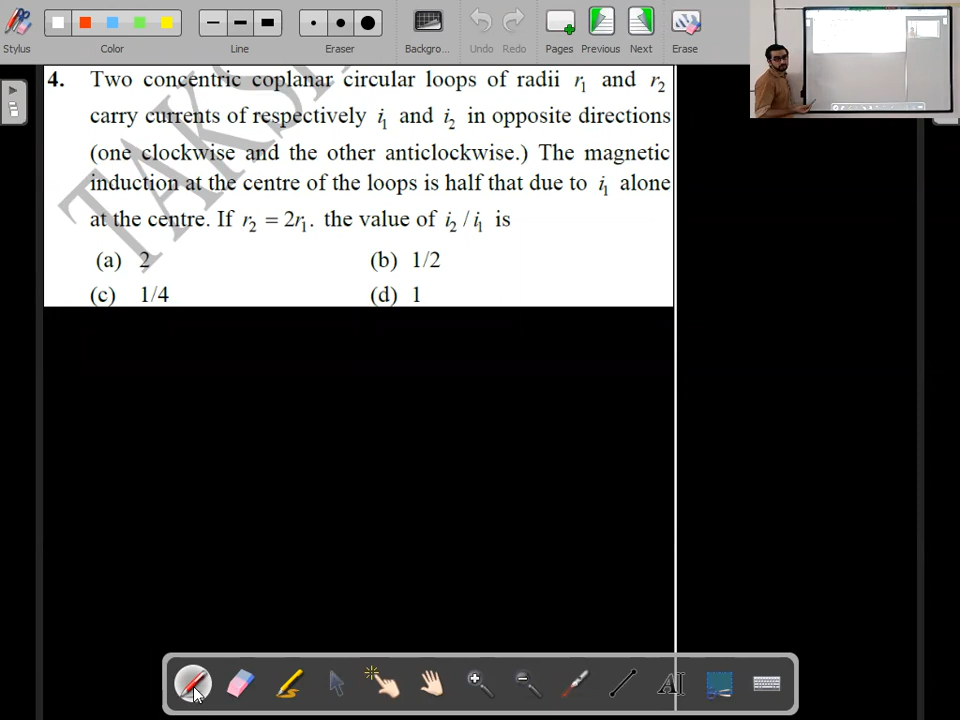 Stylus
Color
Line
Eraser
Backgro...
Undo
Redo
Pages
Previous
Next
Erase
4. Two concentric coplanar circular loops of radii r₁ and r₂
carry currents of respectively i₁ and i₂ in opposite directions
(one clockwise and the other anticlockwise.) The magnetic
induction at the centre of the loops is half that due to i₁ alone
at the centre. If r₂ = 2r₁. the value of i₂ / i₁ is
(a) 2 (b) 1/2
(c) 1/4 (d) 1
TAKS